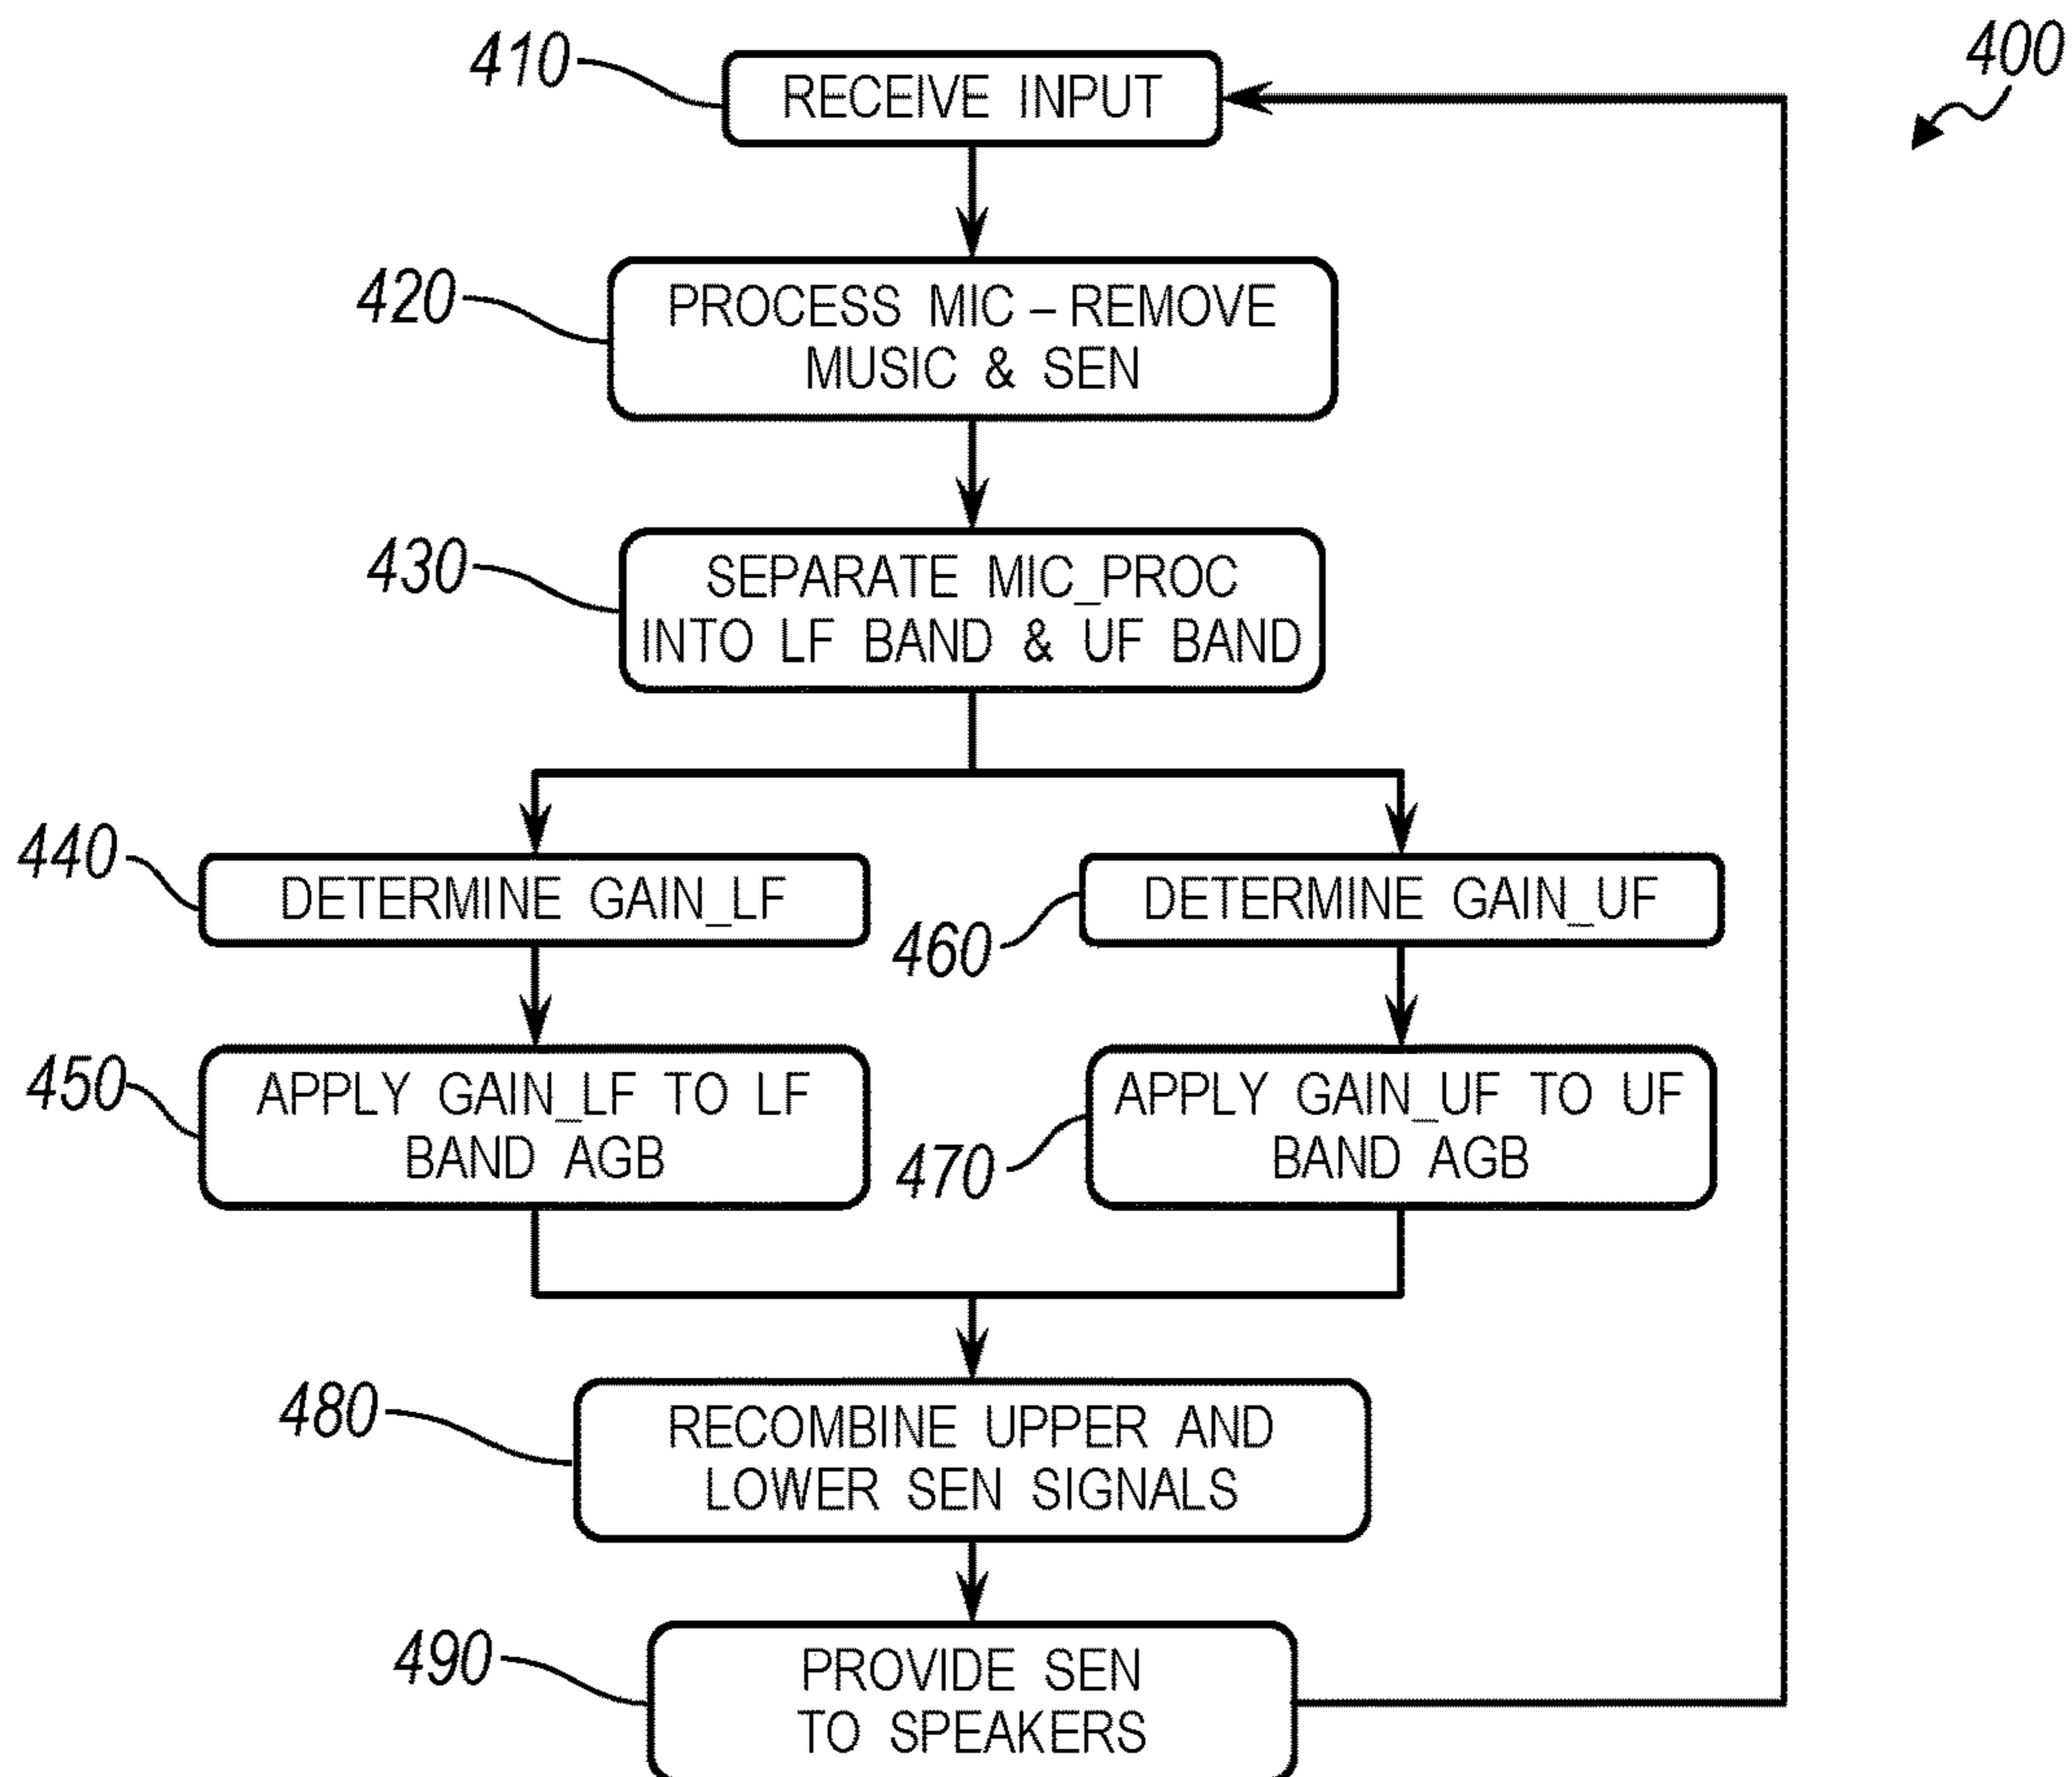 400
410
RECEIVE INPUT
420
PROCESS MIC – REMOVE
MUSIC & SEN
430
SEPARATE MIC_PROC
INTO LF BAND & UF BAND
440
DETERMINE GAIN_LF
460
DETERMINE GAIN_UF
450
APPLY GAIN_LF TO LF
BAND AGB
470
APPLY GAIN_UF TO UF
BAND AGB
480
RECOMBINE UPPER AND
LOWER SEN SIGNALS
490
PROVIDE SEN
TO SPEAKERS